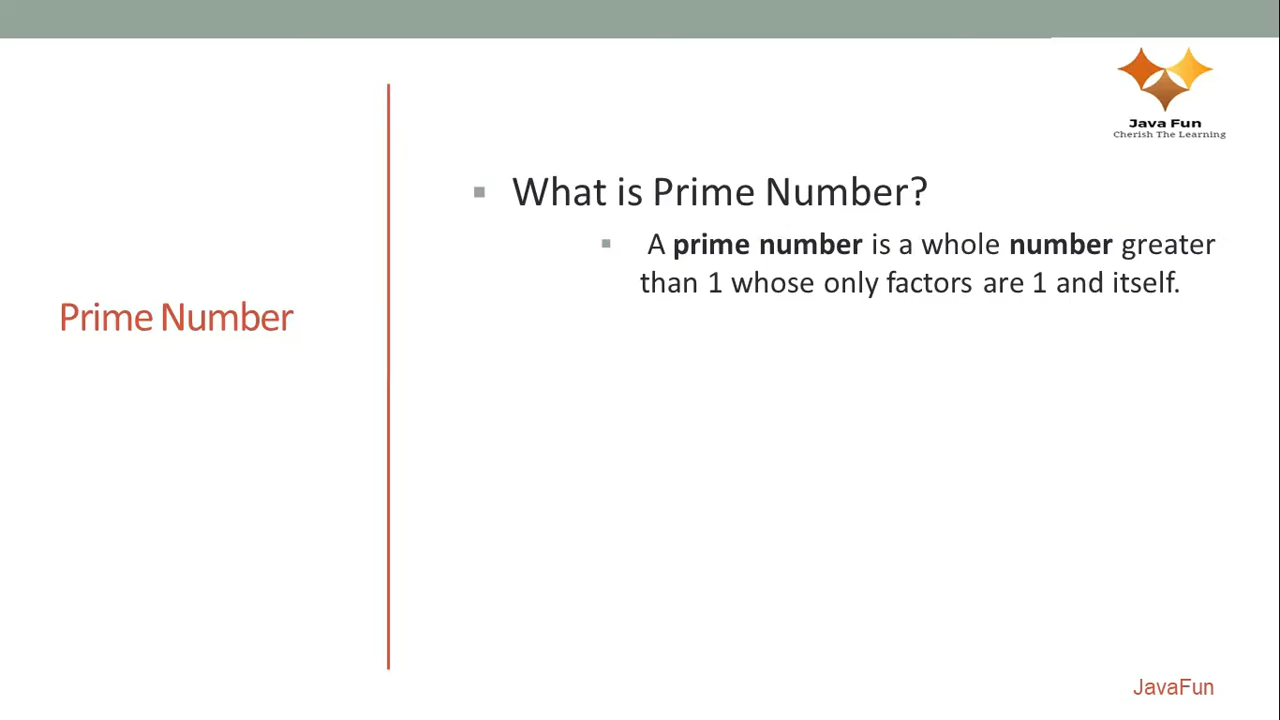 Java Fun
Cherish The Learning
What is Prime Number?
A prime number is a whole number greater
than 1 whose only factors are 1 and itself.
Prime Number
JavaFun